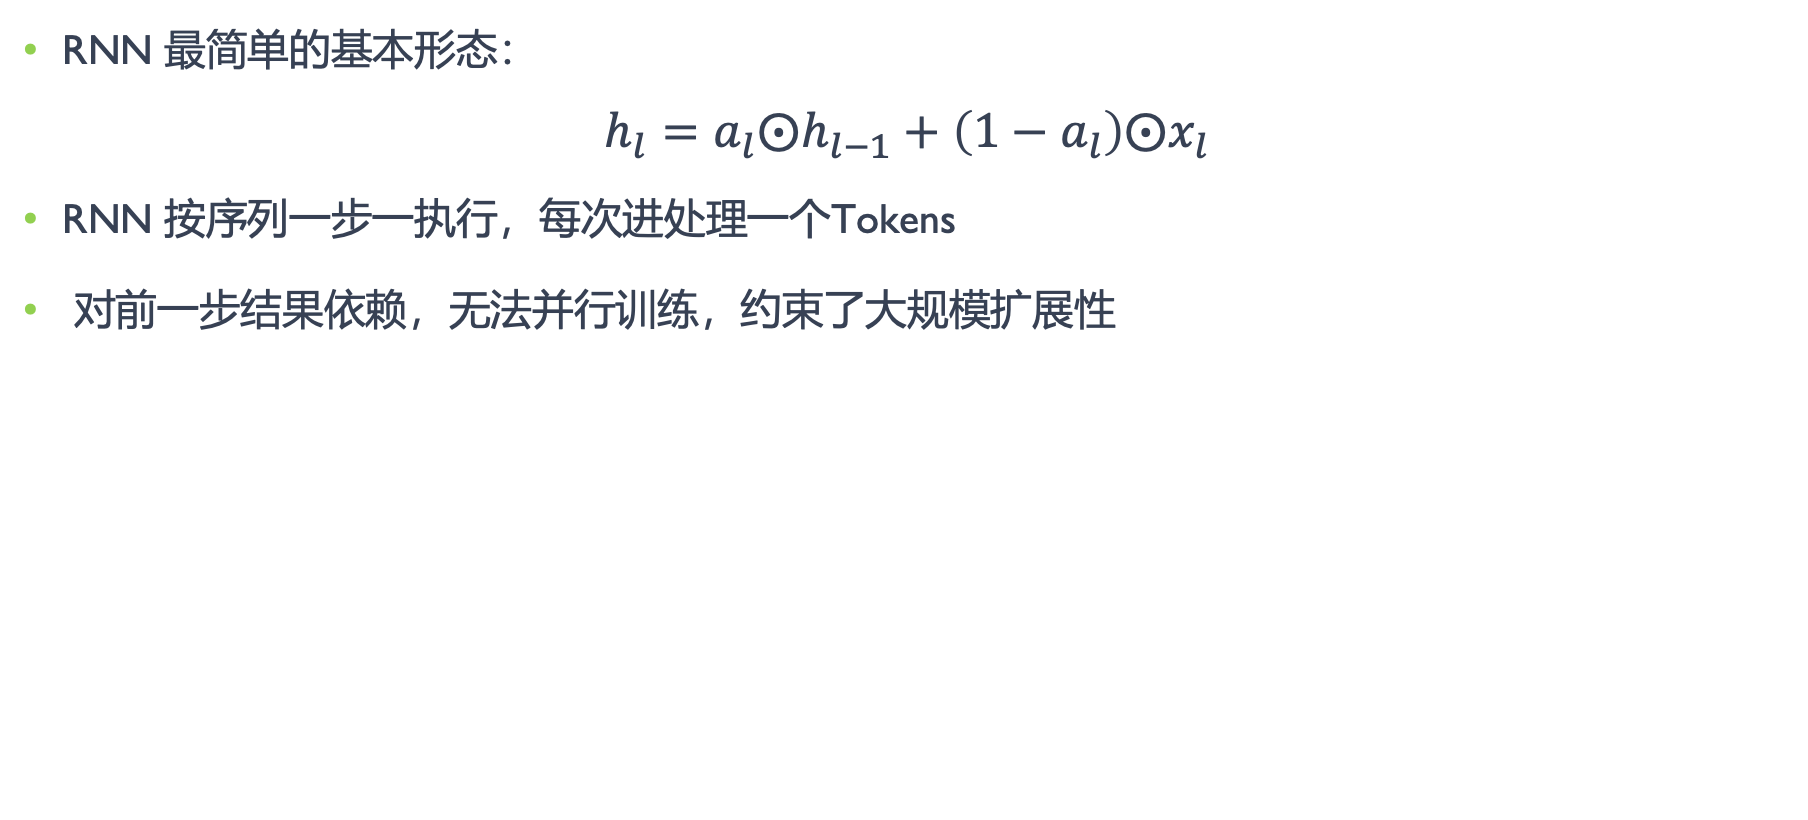 • RNN 最简单的基本形态：
h_l = a_l⊙h_{l−1} + (1 − a_l)⊙x_l
• RNN 按序列一步一执行，每次进处理一个Tokens
• 对前一步结果依赖，无法并行训练，约束了大规模扩展性